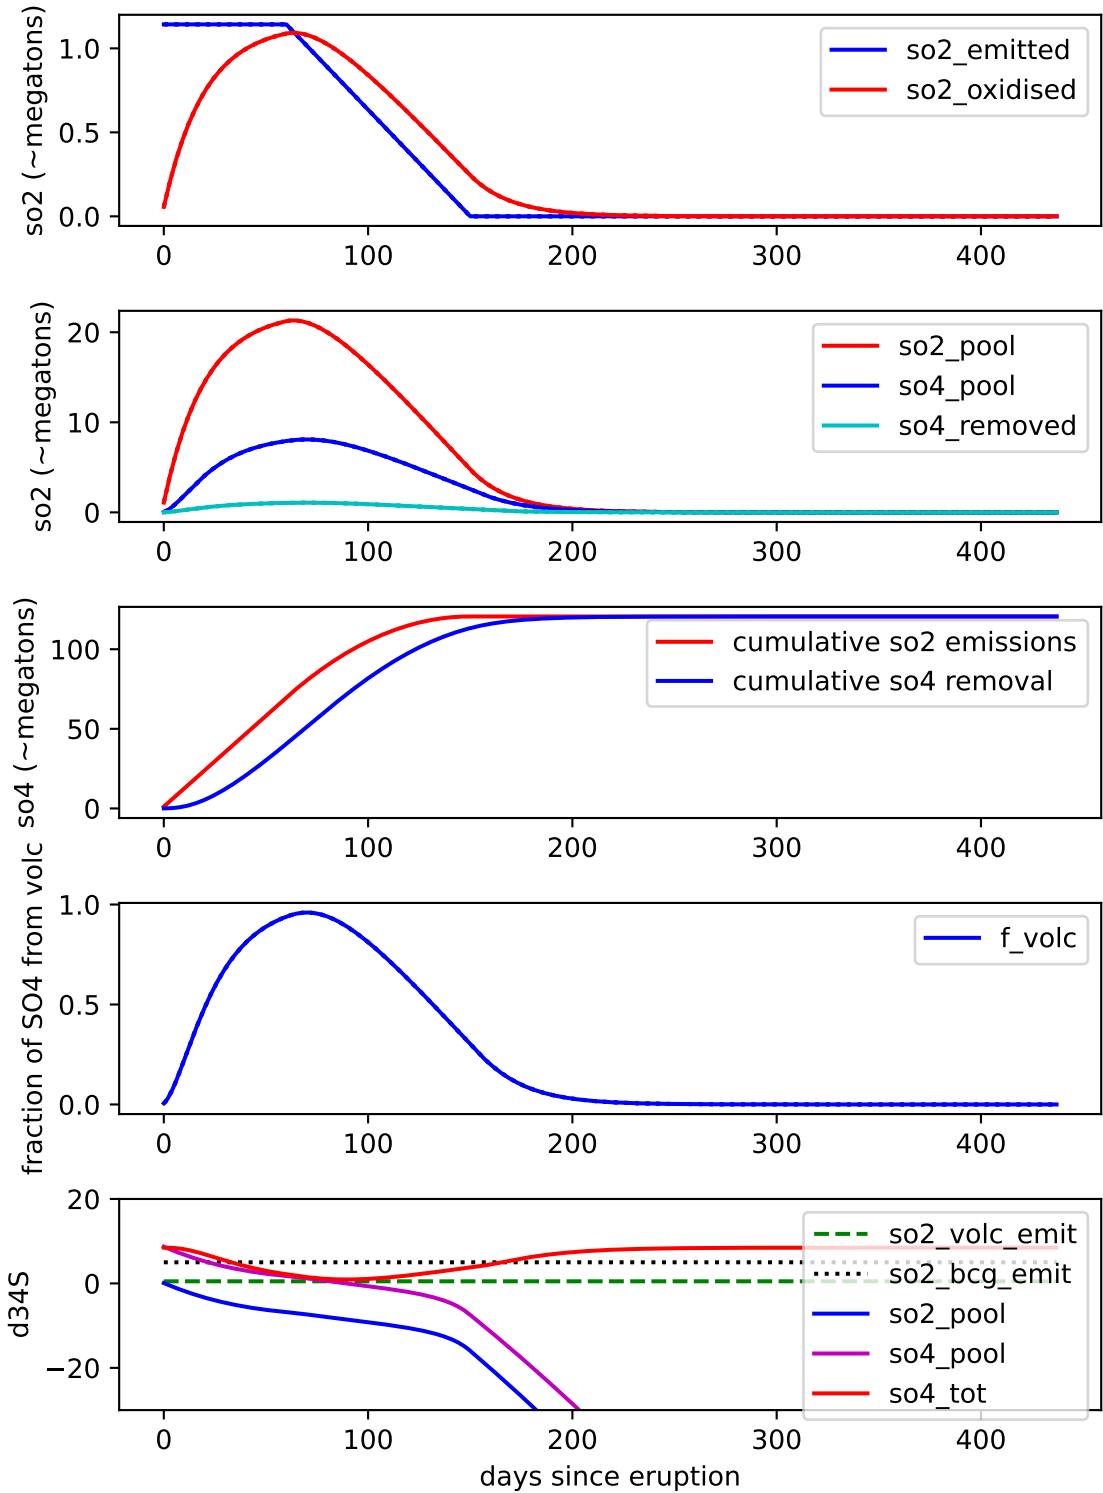 so2 (~megatons)
1.0
0.5
0.0
so2_emitted
so2_oxidised
0 100 200 300 400
so2 (~megatons)
20
10
0
so2_pool
so4_pool
so4_removed
0 100 200 300 400
so4 (~megatons)
100
50
0
cumulative so2 emissions
cumulative so4 removal
0 100 200 300 400
fraction of SO4 from volc
1.0
0.5
0.0
f_volc
0 100 200 300 400
d34S
20
0
−20
so2_volc_emit
so2_bcg_emit
so2_pool
so4_pool
so4_tot
0 100 200 300 400
days since eruption